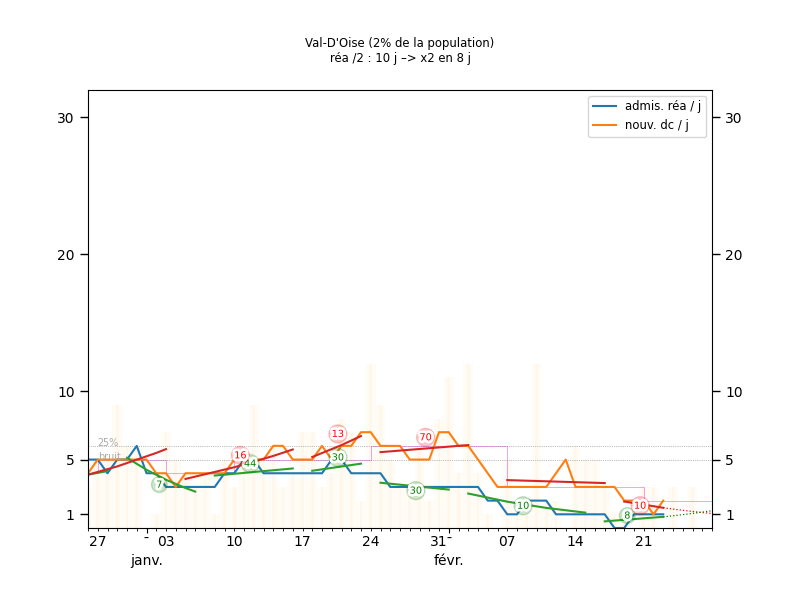 Val-D'Oise (2% de la population)
réa /2 : 10 j –> x2 en 8 j
admis. réa / j
nouv. dc / j
30 30
20 20
10 10
5 5
1 1
25%
bruit
7
16
44
13
30
70
30
10
8
10
27 - 03 10 17 24 31- 07 14 21
janv. févr.